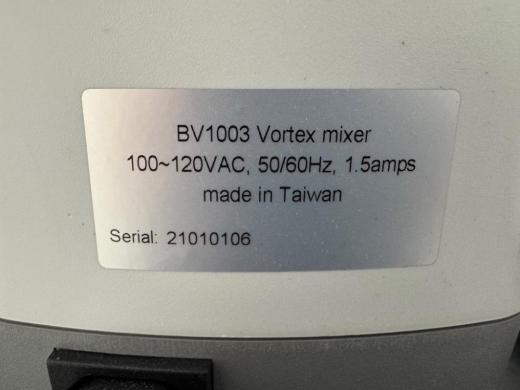 BV1003 Vortex mixer
100~120VAC, 50/60Hz, 1.5amps
made in Taiwan
Serial: 21010106